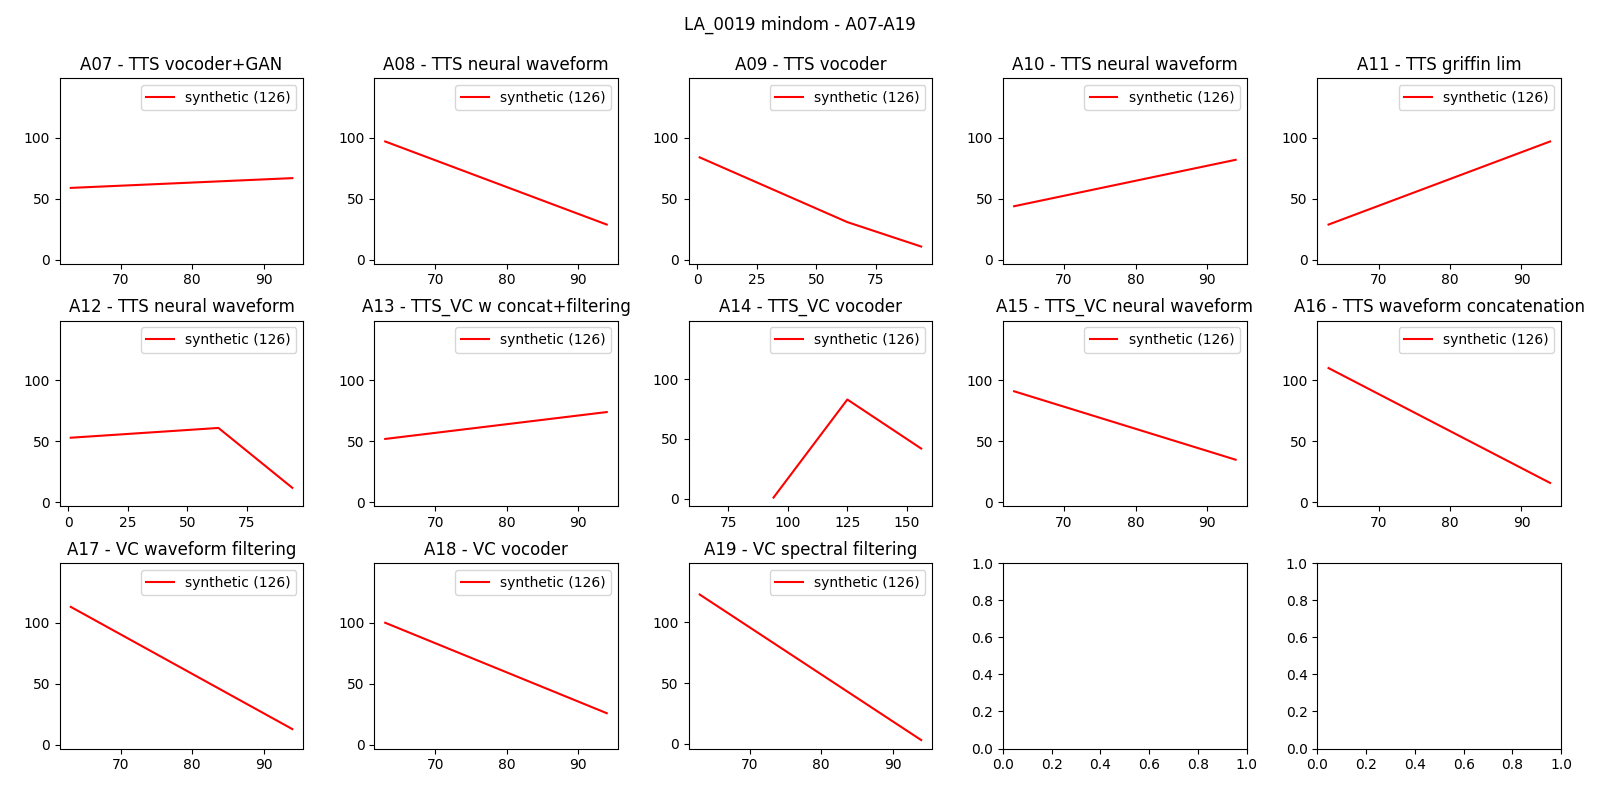 LA_0019 mindom - A07-A19
A07 - TTS vocoder+GAN
synthetic (126)
100
50
0
70 80 90
A08 - TTS neural waveform
synthetic (126)
100
50
0
70 80 90
A09 - TTS vocoder
synthetic (126)
100
50
0
0 25 50 75
A10 - TTS neural waveform
synthetic (126)
100
50
0
70 80 90
A11 - TTS griffin lim
synthetic (126)
100
50
0
70 80 90
A12 - TTS neural waveform
synthetic (126)
100
50
0
0 25 50 75
A13 - TTS_VC w concat+filtering
synthetic (126)
100
50
0
70 80 90
A14 - TTS_VC vocoder
synthetic (126)
100
50
0
75 100 125 150
A15 - TTS_VC neural waveform
synthetic (126)
100
50
0
70 80 90
A16 - TTS waveform concatenation
synthetic (126)
100
50
0
70 80 90
A17 - VC waveform filtering
synthetic (126)
100
50
0
70 80 90
A18 - VC vocoder
synthetic (126)
100
50
0
70 80 90
A19 - VC spectral filtering
synthetic (126)
100
50
0
70 80 90
1.0
0.8
0.6
0.4
0.2
0.0
0.0 0.2 0.4 0.6 0.8 1.0
1.0
0.8
0.6
0.4
0.2
0.0
0.0 0.2 0.4 0.6 0.8 1.0